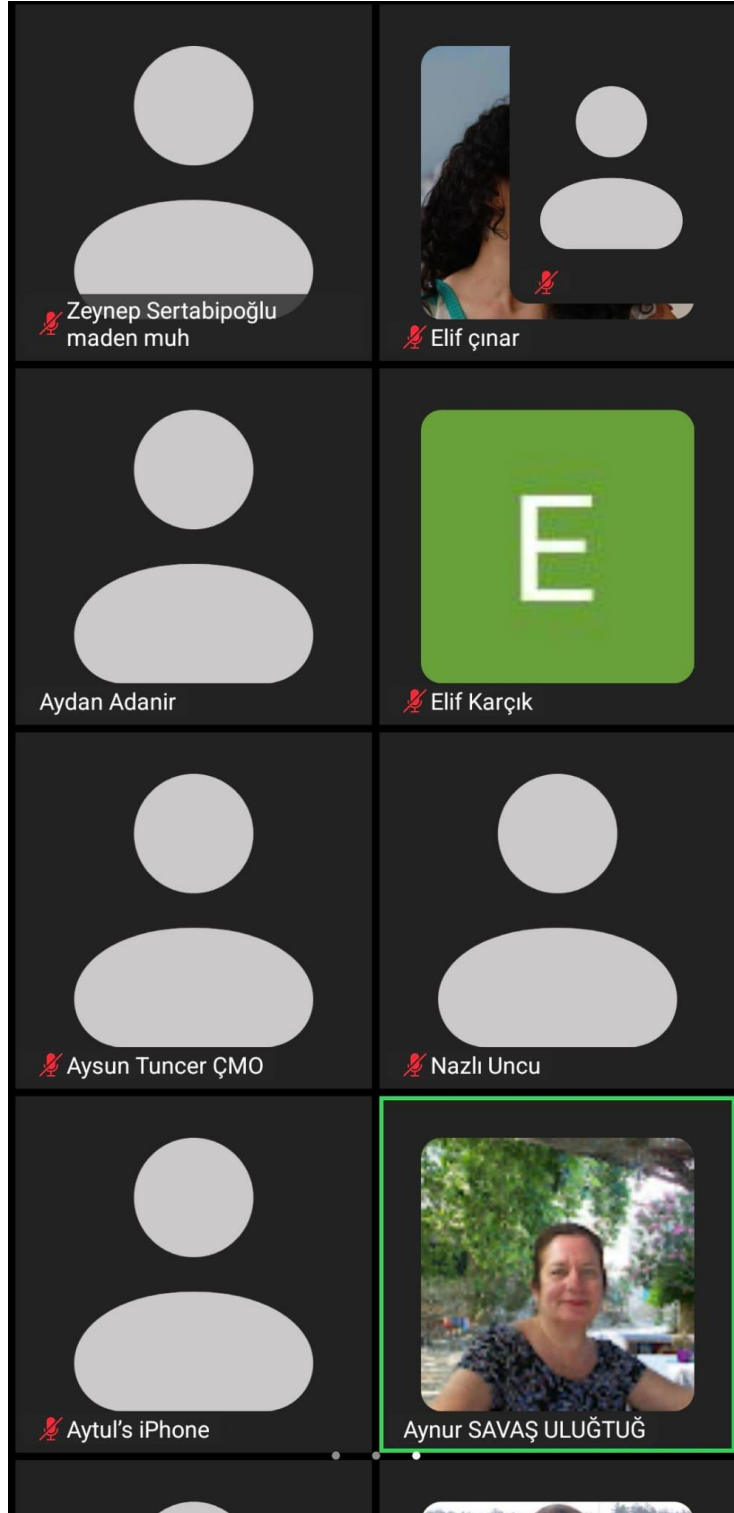 Zeynep Sertabipoğlu
maden muh
Elif çınar
Aydan Adanir
E
Elif Karçık
Aysun Tuncer ÇMO
Nazlı Uncu
Aytul’s iPhone
Aynur SAVAŞ ULUĞTUĞ